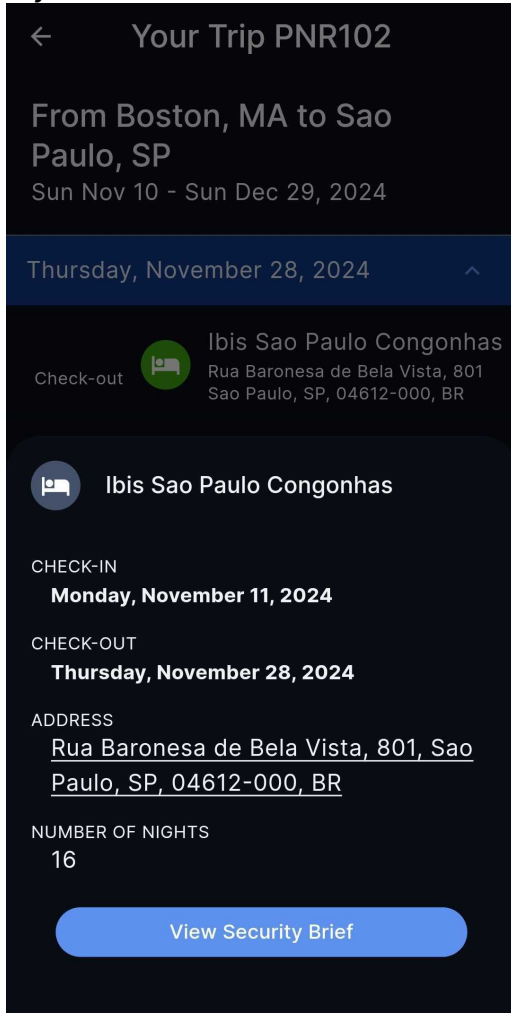 Your Trip PNR102
From Boston, MA to Sao
Paulo, SP
Sun Nov 10 - Sun Dec 29, 2024
Thursday, November 28, 2024
Ibis Sao Paulo Congonhas
Check-out
Rua Baronesa de Bela Vista, 801
Sao Paulo, SP, 04612-000, BR
Ibis Sao Paulo Congonhas
CHECK-IN
Monday, November 11, 2024
CHECK-OUT
Thursday, November 28, 2024
ADDRESS
Rua Baronesa de Bela Vista, 801, Sao
Paulo, SP, 04612-000, BR
NUMBER OF NIGHTS
16
View Security Brief